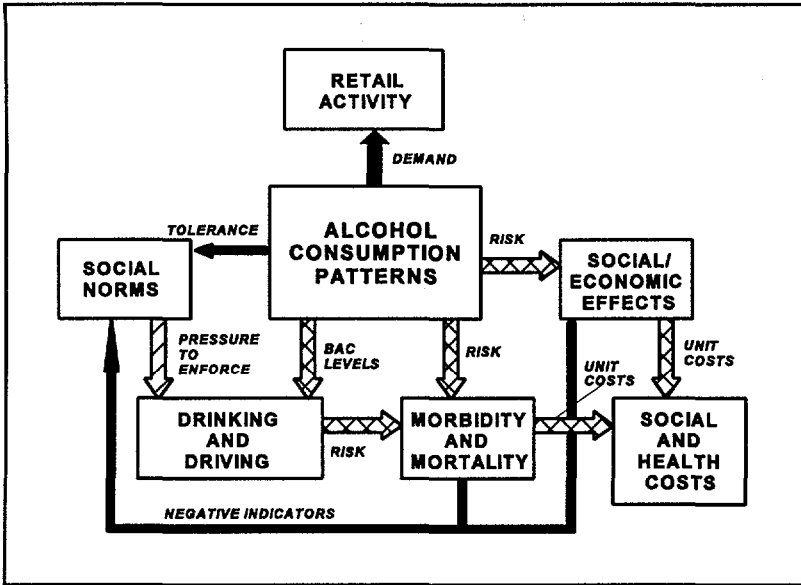 RETAIL
ACTIVITY
DEMAND
ALCOHOL
CONSUMPTION
PATTERNS
TOLERANCE
SOCIAL
NORMS
RISK
SOCIAL/
ECONOMIC
EFFECTS
PRESSURE
TO
ENFORCE
BAC
LEVELS
RISK
UNIT
COSTS
UNIT
COSTS
DRINKING
AND
DRIVING
RISK
MORBIDITY
AND
MORTALITY
SOCIAL
AND
HEALTH
COSTS
NEGATIVE INDICATORS